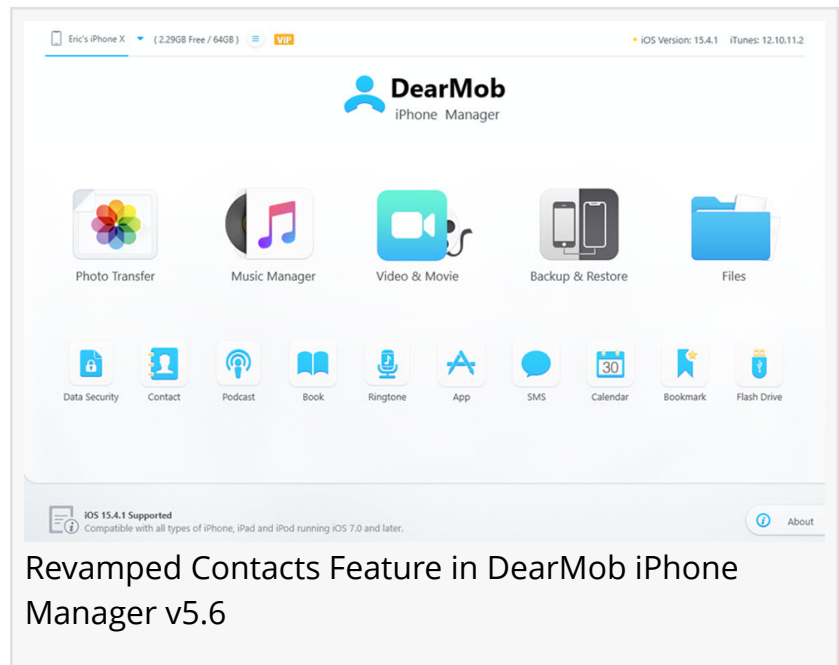 Eric's iPhone X ( 2.29GB Free / 64GB ) VIP iOS Version: 15.4.1 iTunes: 12.10.11.2
DearMob
iPhone Manager
Photo Transfer Music Manager Video & Movie Backup & Restore Files
30
Data Security Contact Podcast Book Ringtone App SMS Calendar Bookmark Flash Drive
iOS 15.4.1 Supported
Compatible with all types of iPhone, iPad and iPod running iOS 7.0 and later.
About
Revamped Contacts Feature in DearMob iPhone
Manager v5.6